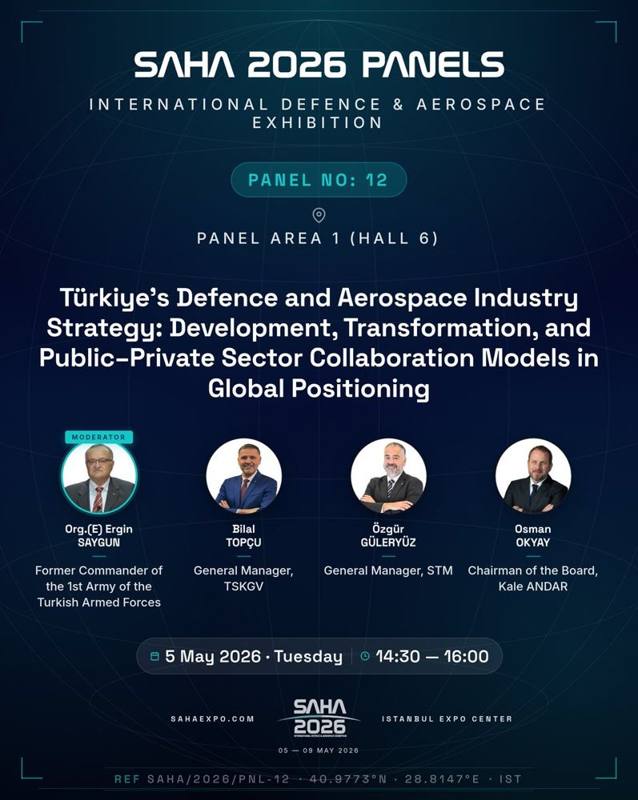 SAHA 2026 PANELS
INTERNATIONAL DEFENCE & AEROSPACE
EXHIBITION
PANEL NO: 12
PANEL AREA 1 (HALL 6)
Türkiye's Defence and Aerospace Industry
Strategy: Development, Transformation, and
Public–Private Sector Collaboration Models in
Global Positioning
MODERATOR
Org.(E) Ergin
SAYGUN
Former Commander of
the 1st Army of the
Turkish Armed Forces
Bilal
TOPÇU
General Manager,
TSKGV
Özgür
GÜLERYÜZ
General Manager, STM
Osman
OKYAY
Chairman of the Board,
Kale ANDAR
5 May 2026 · Tuesday
14:30 — 16:00
SAHAEXPO.COM
SAHA
2026
INTERNATIONAL DEFENCE & AEROSPACE EXHIBITION
ISTANBUL EXPO CENTER
05 — 09 MAY 2026
REF SAHA/2026/PNL-12 · 40.9773°N · 28.8147°E · IST